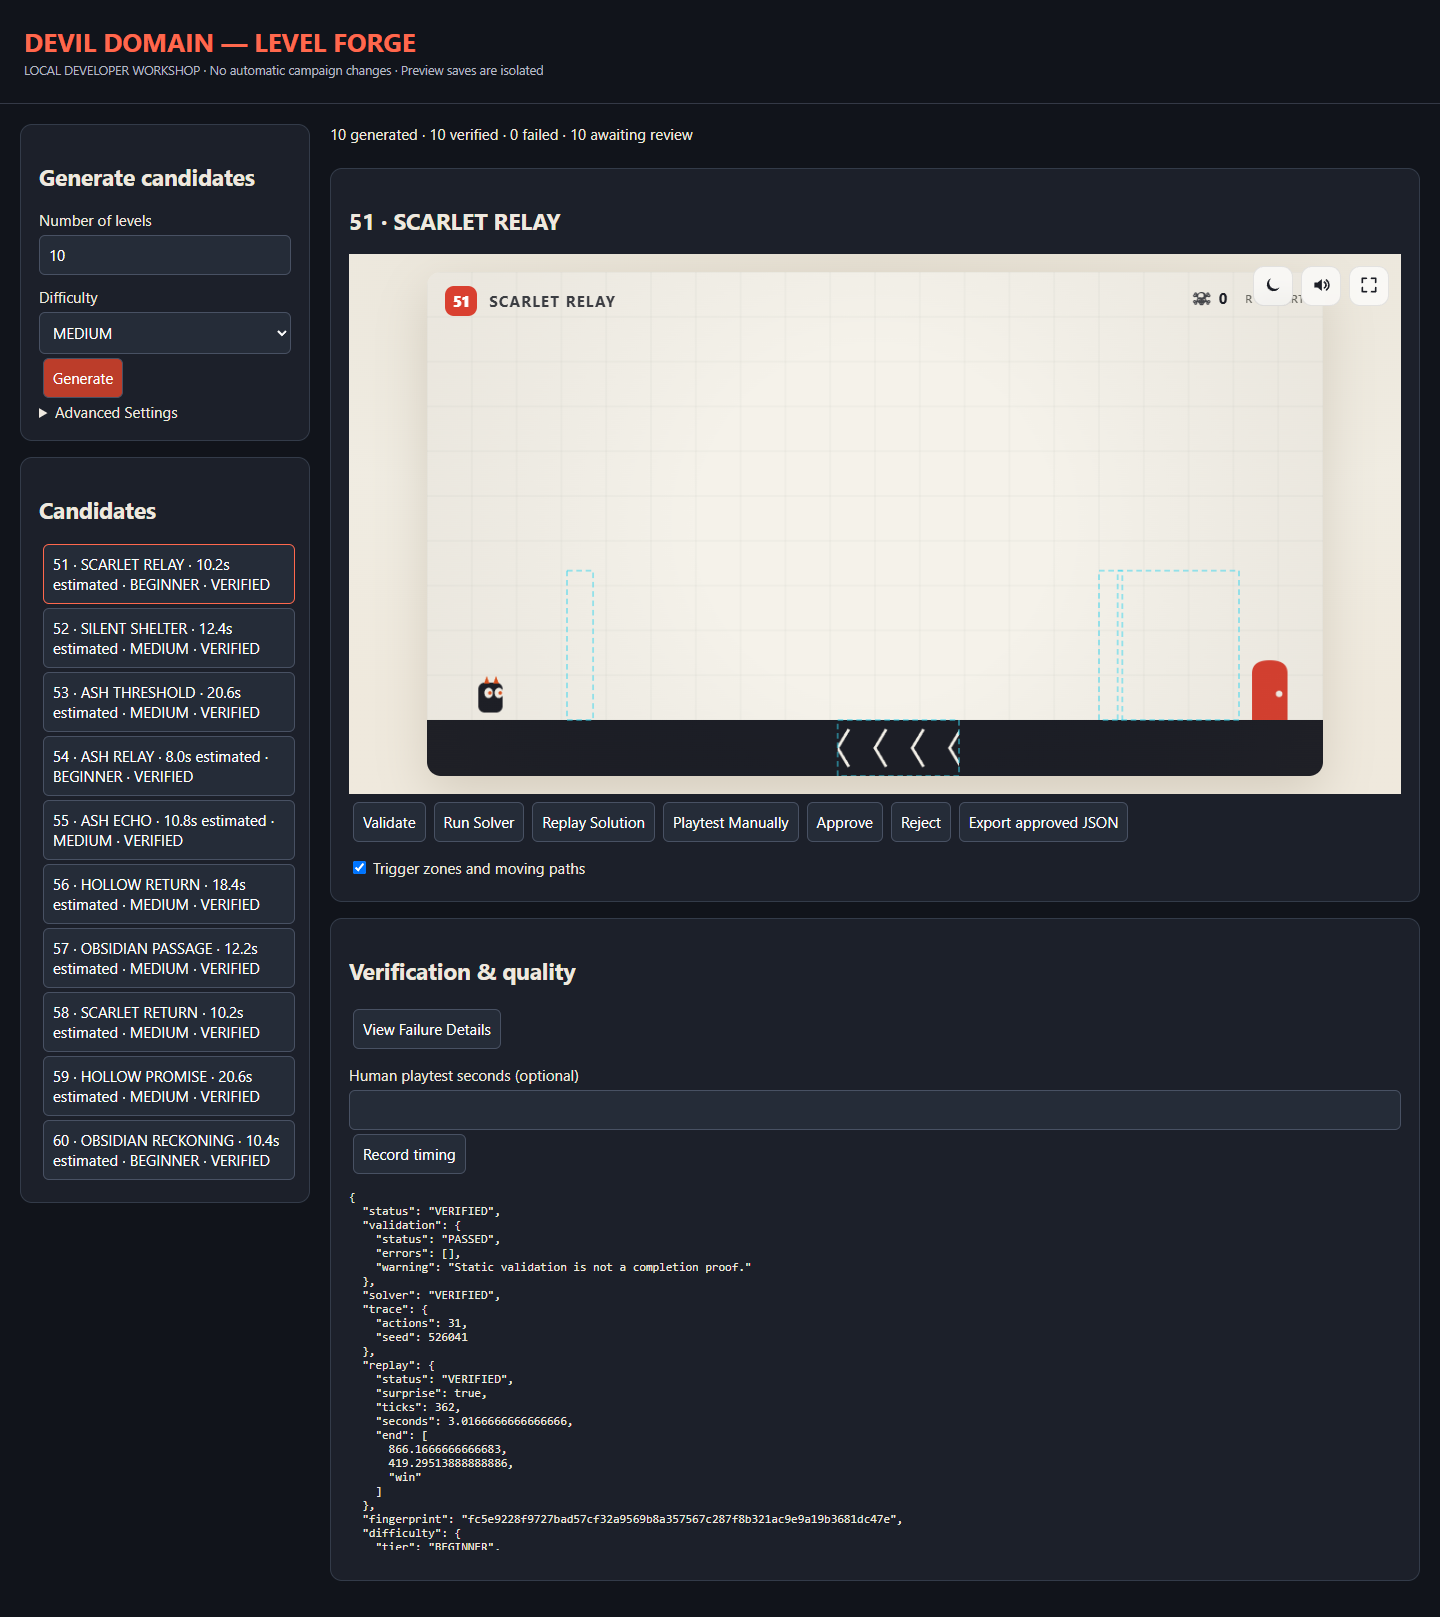 DEVIL DOMAIN — LEVEL FORGE
LOCAL DEVELOPER WORKSHOP · No automatic campaign changes · Preview saves are isolated
Generate candidates
Number of levels
10
Difficulty
MEDIUM
Generate
Advanced Settings
Candidates
51 · SCARLET RELAY · 10.2s
estimated · BEGINNER · VERIFIED
52 · SILENT SHELTER · 12.4s
estimated · MEDIUM · VERIFIED
53 · ASH THRESHOLD · 20.6s
estimated · MEDIUM · VERIFIED
54 · ASH RELAY · 8.0s estimated ·
BEGINNER · VERIFIED
55 · ASH ECHO · 10.8s estimated ·
MEDIUM · VERIFIED
56 · HOLLOW RETURN · 18.4s
estimated · MEDIUM · VERIFIED
57 · OBSIDIAN PASSAGE · 12.2s
estimated · MEDIUM · VERIFIED
58 · SCARLET RETURN · 10.2s
estimated · MEDIUM · VERIFIED
59 · HOLLOW PROMISE · 20.6s
estimated · MEDIUM · VERIFIED
60 · OBSIDIAN RECKONING · 10.4s
estimated · BEGINNER · VERIFIED
10 generated · 10 verified · 0 failed · 10 awaiting review
51 · SCARLET RELAY
51 SCARLET RELAY
0
Validate
Run Solver
Replay Solution
Playtest Manually
Approve
Reject
Export approved JSON
Trigger zones and moving paths
Verification & quality
View Failure Details
Human playtest seconds (optional)
Record timing
{
"status": "VERIFIED",
"validation": {
"status": "PASSED",
"errors": [],
"warning": "Static validation is not a completion proof."
},
"solver": "VERIFIED",
"trace": {
"actions": 31,
"seed": 526041
},
"replay": {
"status": "VERIFIED",
"surprise": true,
"ticks": 362,
"seconds": 3.0166666666666666,
"end": [
866.1666666666683,
419.29513888888886,
"win"
]
},
"fingerprint": "fc5e9228f9727bad57cf32a9569b8a357567c287f8b321ac9e9a19b3681dc47e",
"difficulty": {
"tier": "BEGINNER",